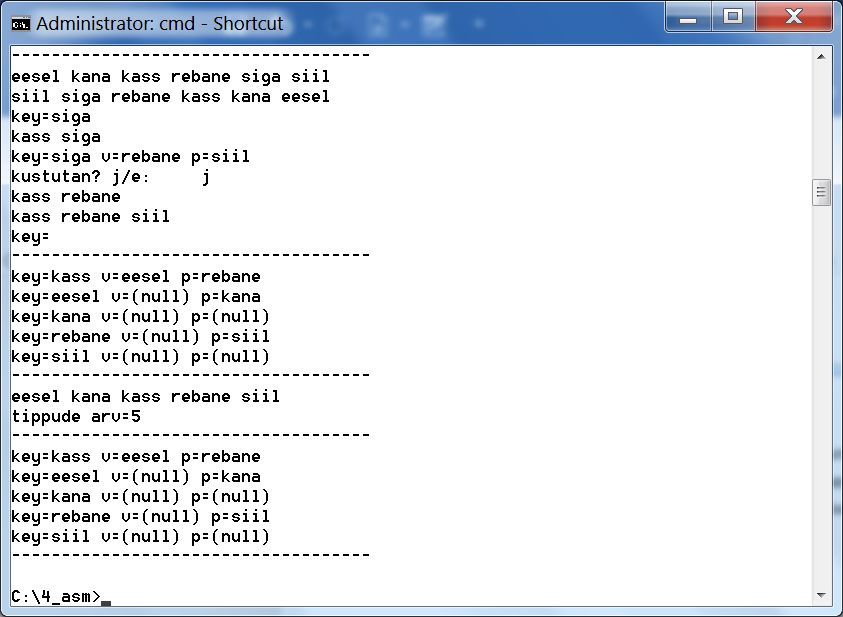 Administrator: cmd - Shortcut
------------------------------------
eesel kana kass rebane siga siil
siil siga rebane kass kana eesel
key=siga
kass siga
key=siga v=rebane p=siil
kustutan? j/e:     j
kass rebane
kass rebane siil
key=
------------------------------------
key=kass v=eesel p=rebane
key=eesel v=(null) p=kana
key=kana v=(null) p=(null)
key=rebane v=(null) p=siil
key=siil v=(null) p=(null)
------------------------------------
eesel kana kass rebane siil
tippude arv=5
------------------------------------
key=kass v=eesel p=rebane
key=eesel v=(null) p=kana
key=kana v=(null) p=(null)
key=rebane v=(null) p=siil
key=siil v=(null) p=(null)
------------------------------------
C:\4_asm>_